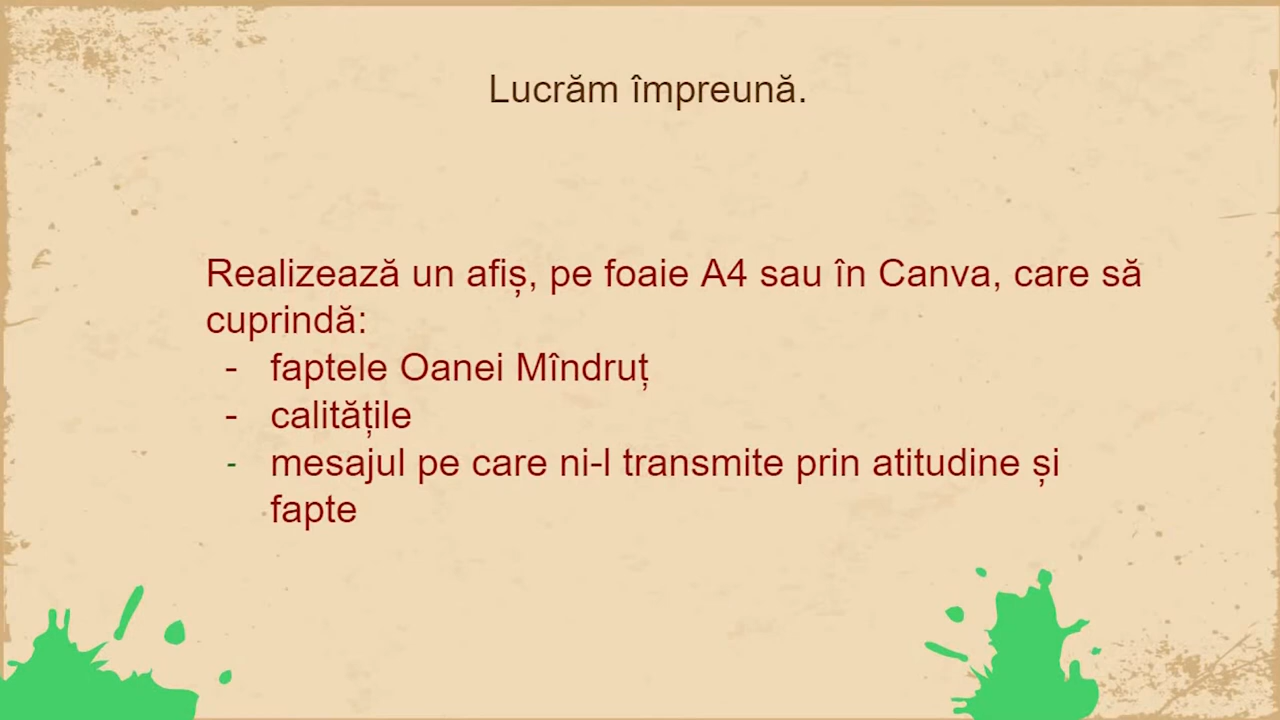 Lucrăm împreună.
Realizează un afiș, pe foaie A4 sau în Canva, care să
cuprindă:
- faptele Oanei Mîndruț
- calitățile
- mesajul pe care ni-l transmite prin atitudine și
fapte